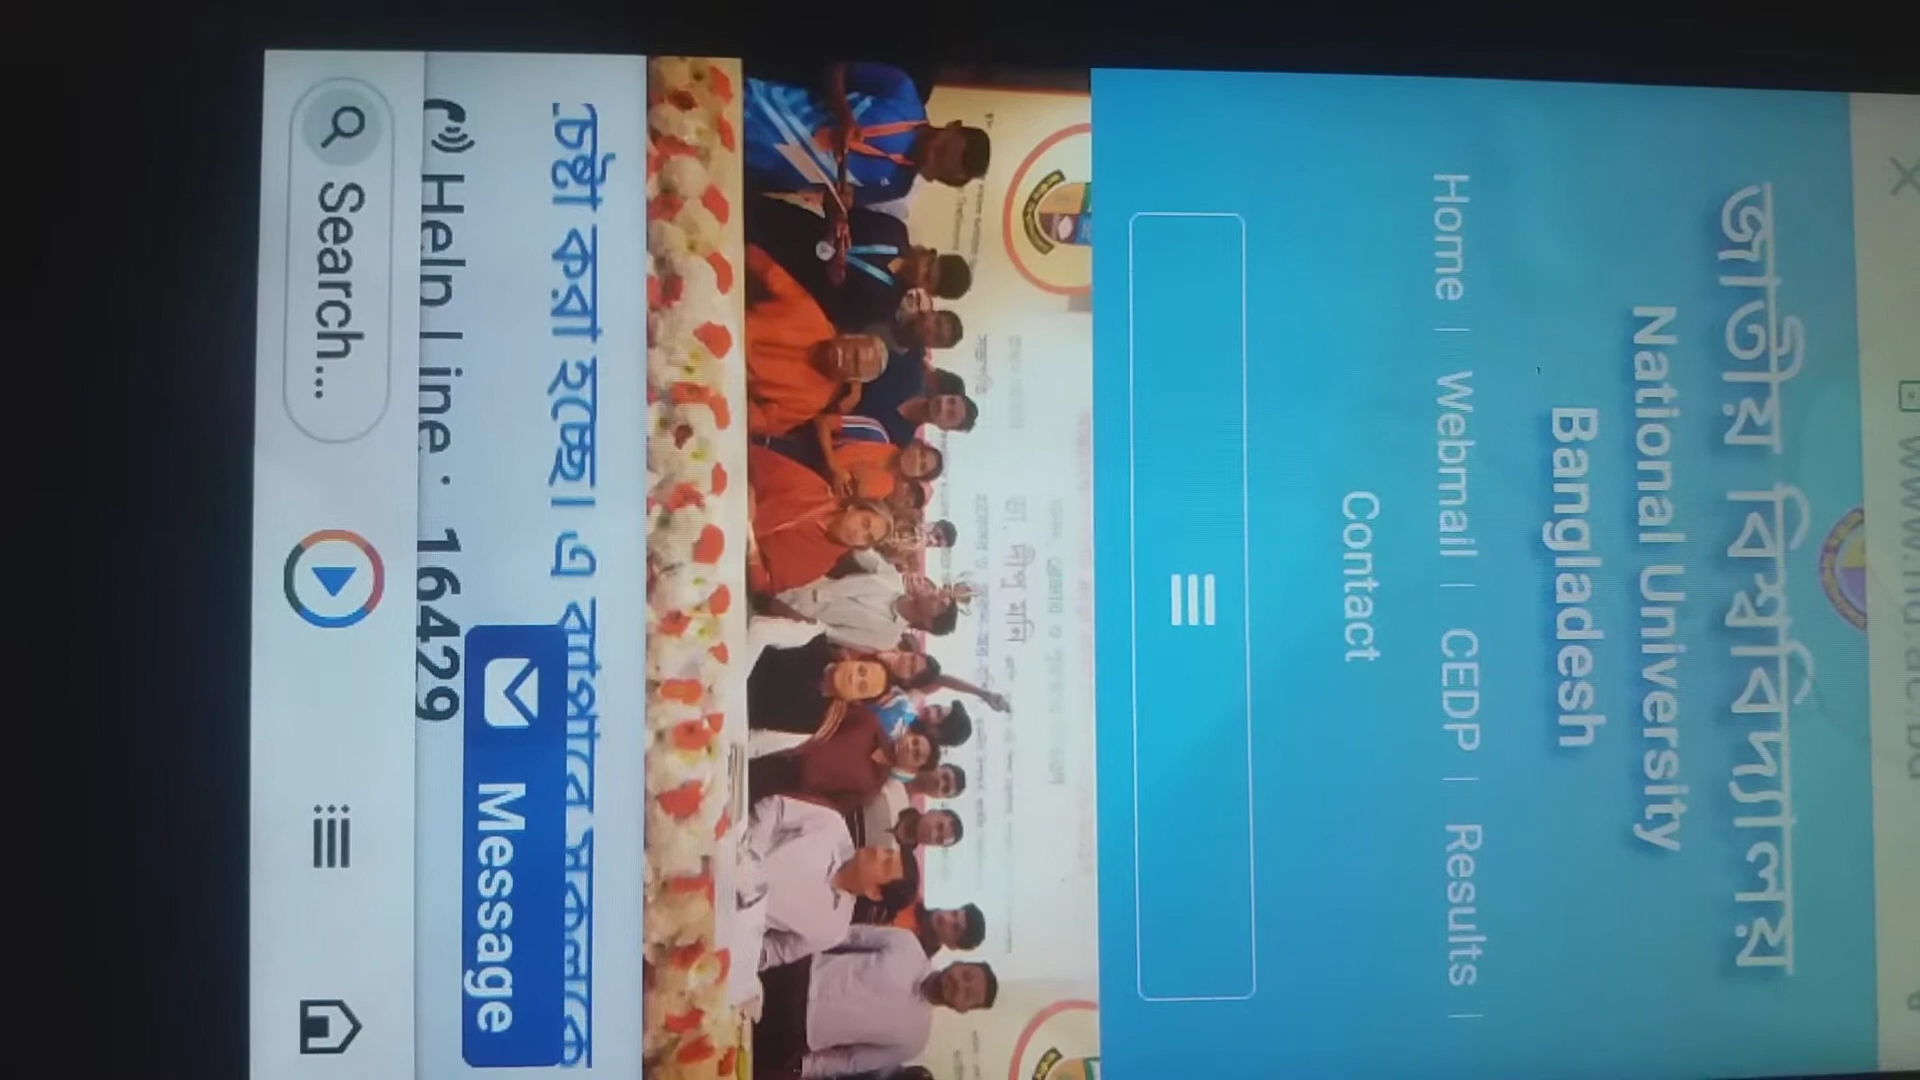 www.nu.ac.bd
জাতীয় বিশ্ববিদ্যালয়
National University
Bangladesh
Home | Webmail | CEDP | Results |
Contact
ডা. দীপু মনি
চেষ্টা করা হচ্ছে। এ ব্যাপারে সকলকে
Message
Help Line : 16429
Search...